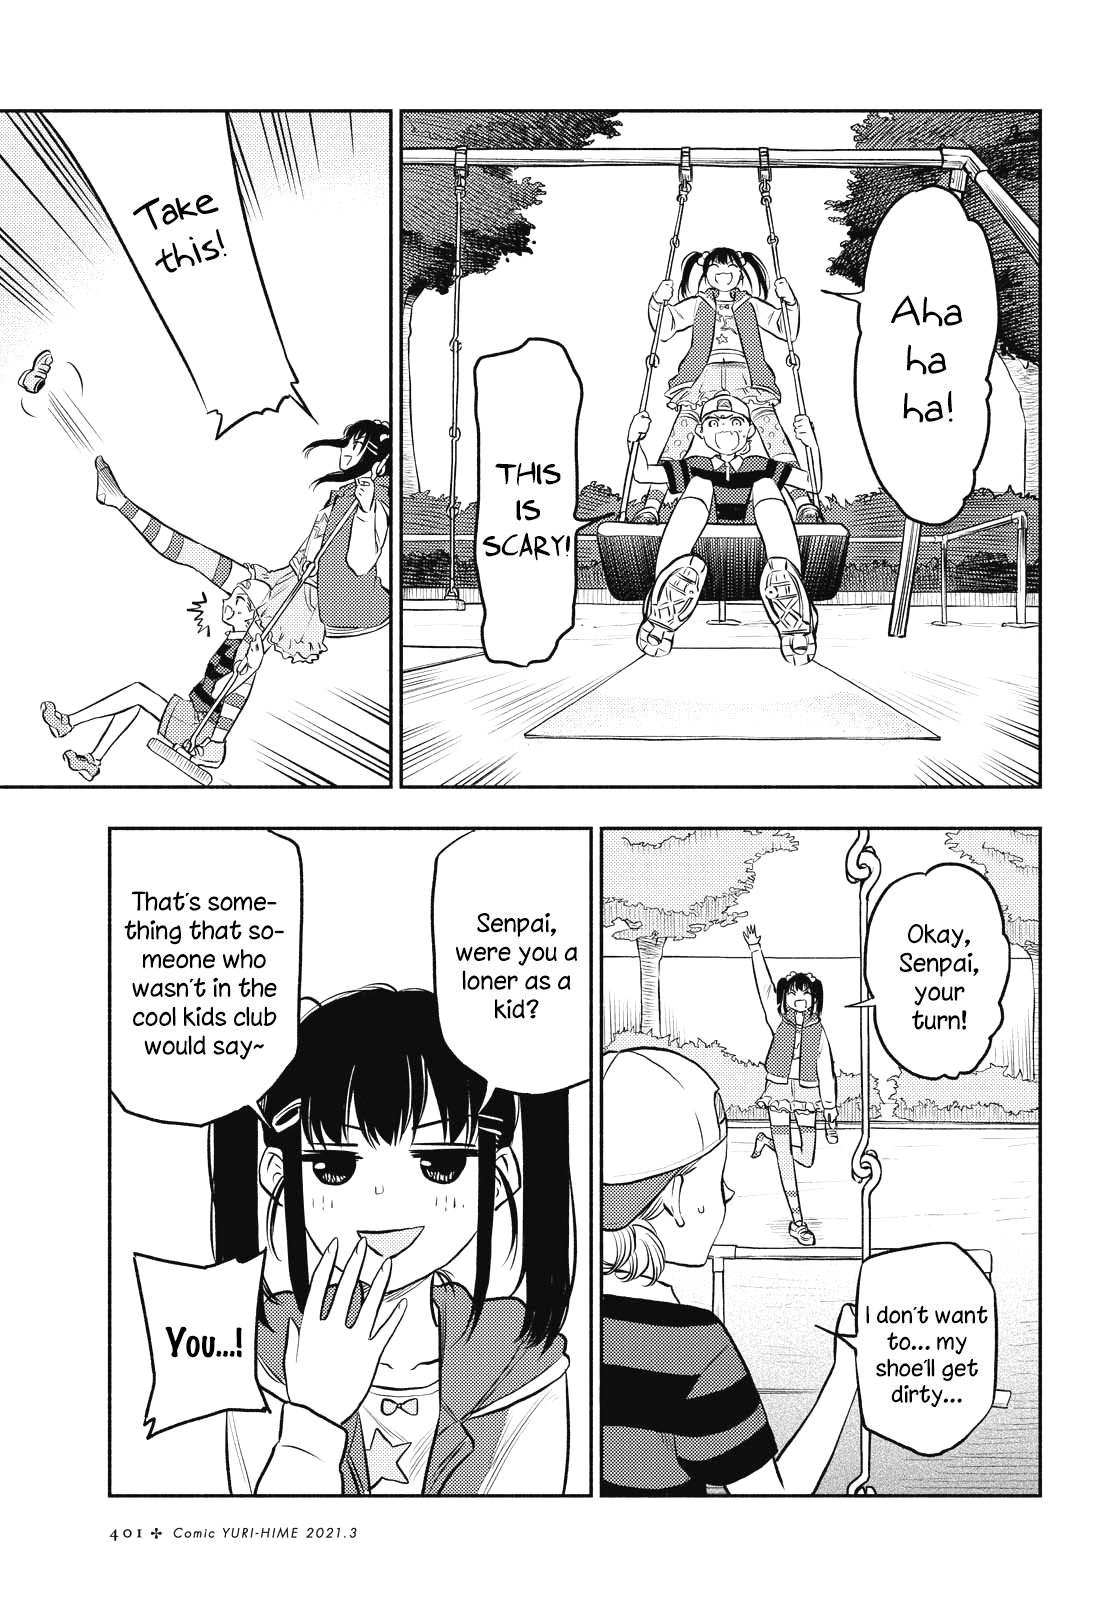 Aha
ha
ha!
THIS
IS
SCARY!
Take
this!
Okay,
Senpai,
your
turn!
I don't want
to... my
shoe'll get
dirty...
Senpai,
were you a
loner as a
kid?
That's some-
thing that so-
meone who
wasn't in the
cool kids club
would say~
You...!
401 ✣ Comic YURI-HIME 2021.3